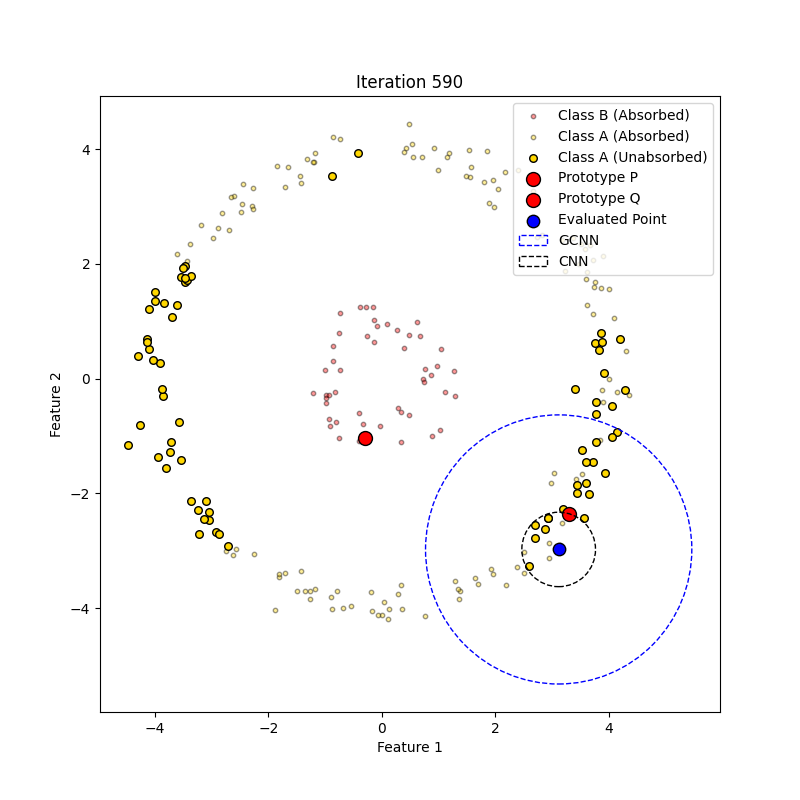 Iteration 590
Class B (Absorbed)
Class A (Absorbed)
Class A (Unabsorbed)
Prototype P
Prototype Q
Evaluated Point
GCNN
CNN
4
2
0
−2
−4
Feature 2
−4 −2 0 2 4
Feature 1